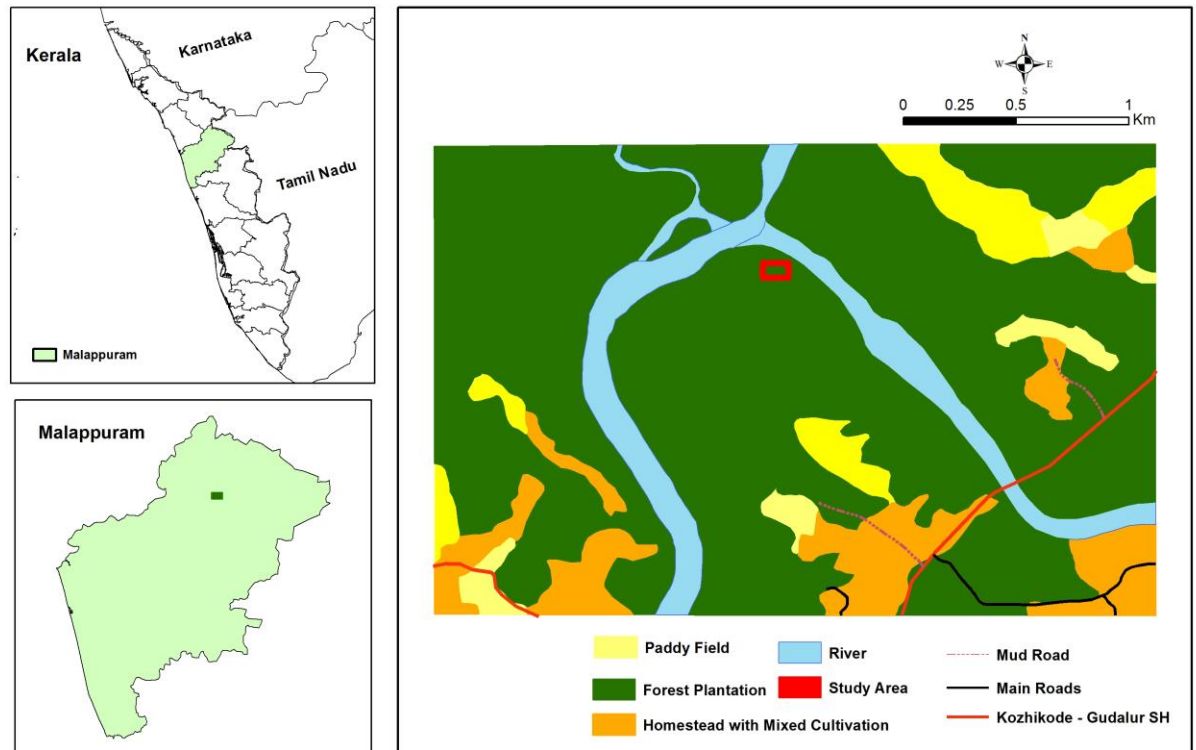 Kerala
Karnataka
Tamil Nadu
Malappuram
Malappuram
N
W E
S
0 0.25 0.5 1
Km
Paddy Field
River
Mud Road
Forest Plantation
Study Area
Main Roads
Homestead with Mixed Cultivation
Kozhikode - Gudalur SH